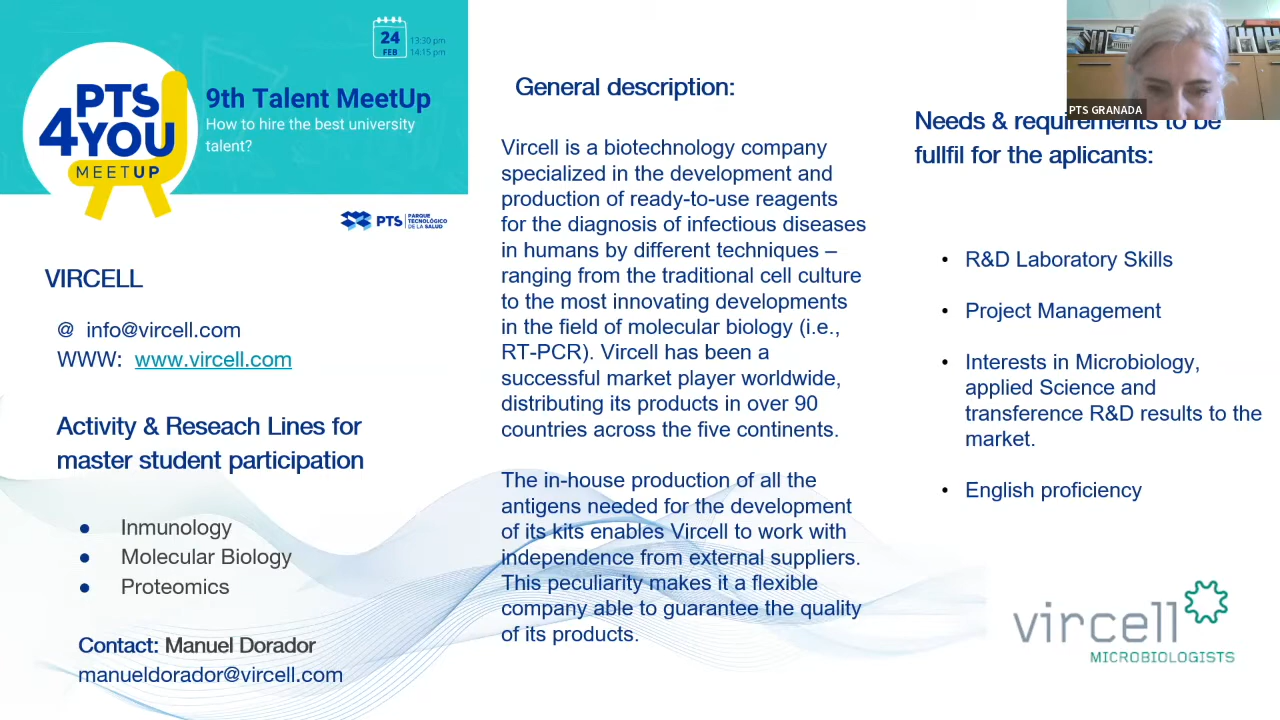 24
FEB
13:30 pm
14:15 pm
PTS
4YOU
MEETUP
9th Talent MeetUp
How to hire the best university
talent?
PTS PARQUE
TECNOLÓGICO
DE LA SALUD
VIRCELL
@ info@vircell.com
WWW: www.vircell.com
Activity & Reseach Lines for
master student participation
● Inmunology
● Molecular Biology
● Proteomics
Contact: Manuel Dorador
manueldorador@vircell.com
General description:
Vircell is a biotechnology company
specialized in the development and
production of ready-to-use reagents
for the diagnosis of infectious diseases
in humans by different techniques –
ranging from the traditional cell culture
to the most innovating developments
in the field of molecular biology (i.e.,
RT-PCR). Vircell has been a
successful market player worldwide,
distributing its products in over 90
countries across the five continents.
The in-house production of all the
antigens needed for the development
of its kits enables Vircell to work with
independence from external suppliers.
This peculiarity makes it a flexible
company able to guarantee the quality
of its products.
PTS GRANADA
Needs & requirements to be
fullfil for the aplicants:
• R&D Laboratory Skills
• Project Management
• Interests in Microbiology,
applied Science and
transference R&D results to the
market.
• English proficiency
vircell
MICROBIOLOGISTS